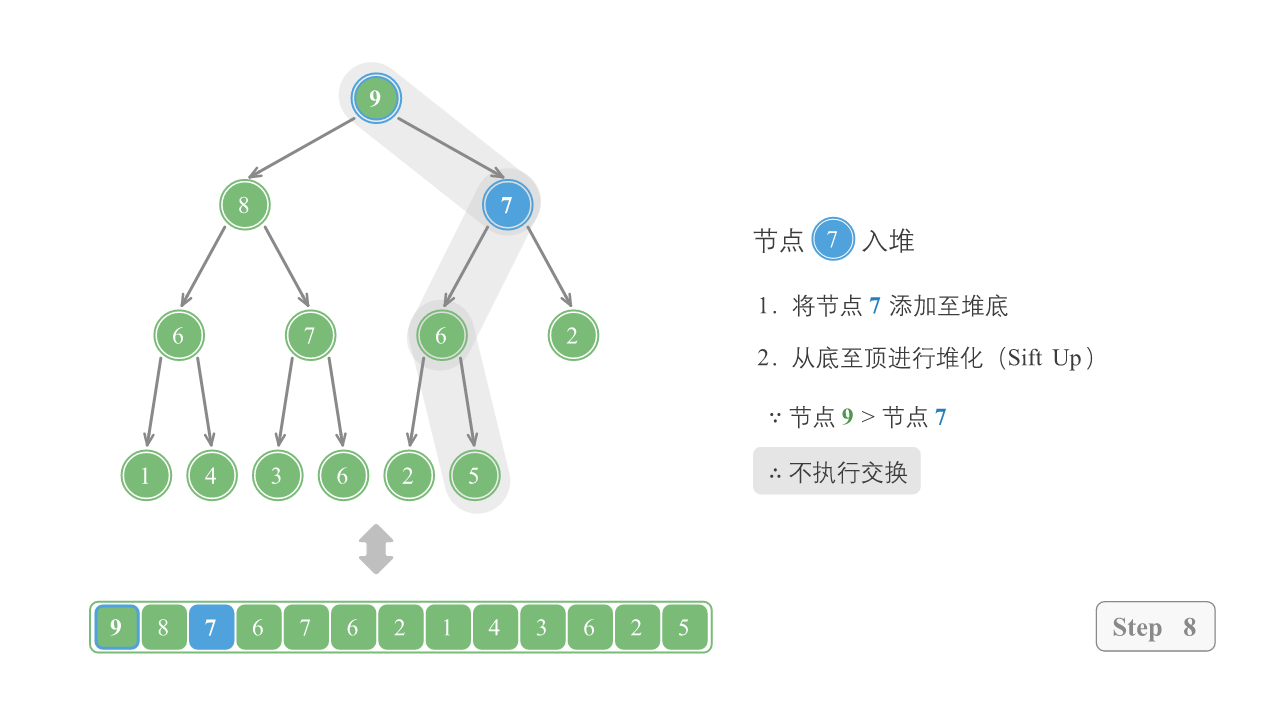 9
8 7
6 7 6 2
1 4 3 6 2 5
9 8 7 6 7 6 2 1 4 3 6 2 5
节点 7 入堆
1. 将节点 7 添加至堆底
2. 从底至顶进行堆化（Sift Up）
∵ 节点 9 > 节点 7
∴ 不执行交换
Step 8